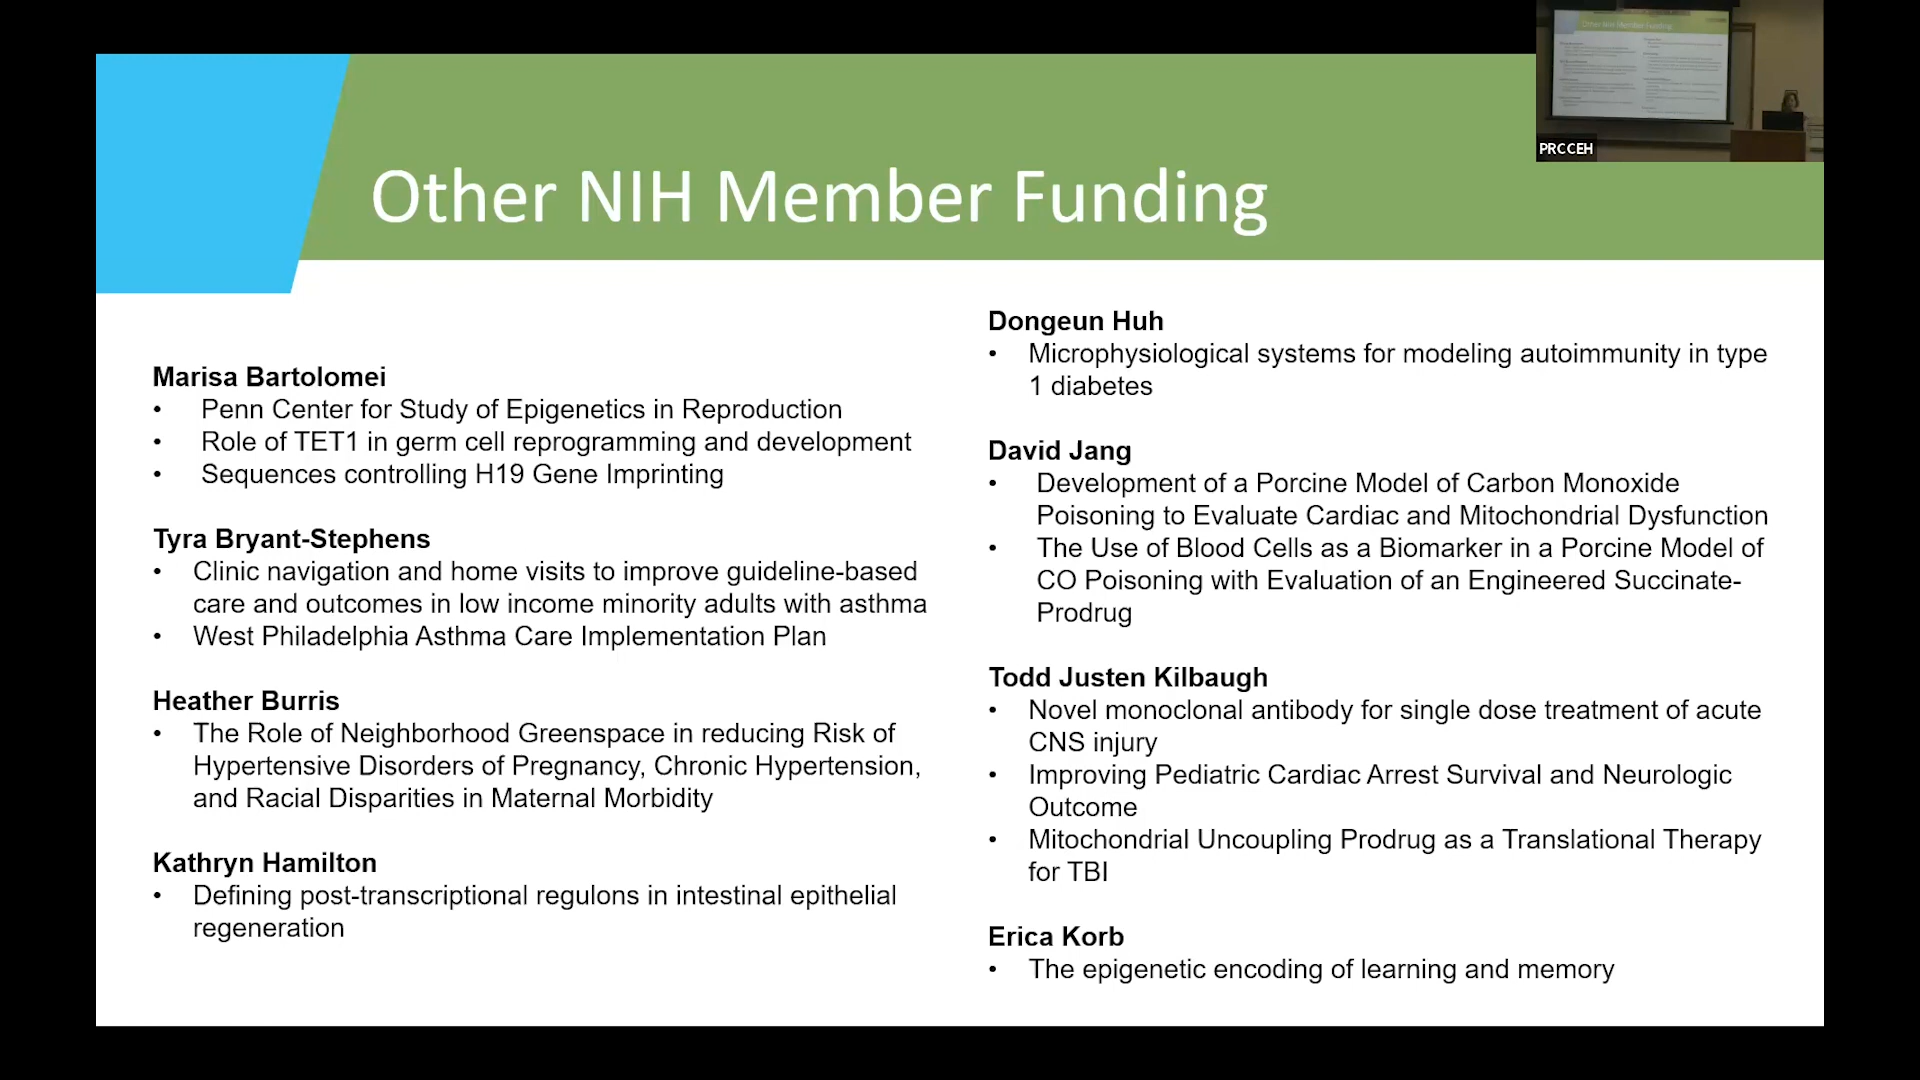 Other NIH Member Funding
PRCCEH
Marisa Bartolomei
• Penn Center for Study of Epigenetics in Reproduction
• Role of TET1 in germ cell reprogramming and development
• Sequences controlling H19 Gene Imprinting
Tyra Bryant-Stephens
• Clinic navigation and home visits to improve guideline-based
care and outcomes in low income minority adults with asthma
• West Philadelphia Asthma Care Implementation Plan
Heather Burris
• The Role of Neighborhood Greenspace in reducing Risk of
Hypertensive Disorders of Pregnancy, Chronic Hypertension,
and Racial Disparities in Maternal Morbidity
Kathryn Hamilton
• Defining post-transcriptional regulons in intestinal epithelial
regeneration
Dongeun Huh
• Microphysiological systems for modeling autoimmunity in type
1 diabetes
David Jang
• Development of a Porcine Model of Carbon Monoxide
Poisoning to Evaluate Cardiac and Mitochondrial Dysfunction
• The Use of Blood Cells as a Biomarker in a Porcine Model of
CO Poisoning with Evaluation of an Engineered Succinate-
Prodrug
Todd Justen Kilbaugh
• Novel monoclonal antibody for single dose treatment of acute
CNS injury
• Improving Pediatric Cardiac Arrest Survival and Neurologic
Outcome
• Mitochondrial Uncoupling Prodrug as a Translational Therapy
for TBI
Erica Korb
• The epigenetic encoding of learning and memory